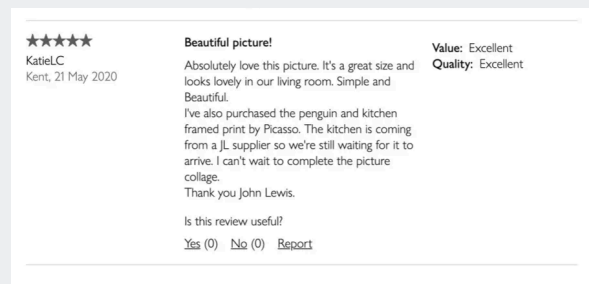 ★★★★★
KatieLC
Kent, 21 May 2020
Beautiful picture!
Absolutely love this picture. It's a great size and
looks lovely in our living room. Simple and
Beautiful.
I've also purchased the penguin and kitchen
framed print by Picasso. The kitchen is coming
from a JL supplier so we're still waiting for it to
arrive. I can't wait to complete the picture
collage.
Thank you John Lewis.
Is this review useful?
Yes (0) No (0) Report
Value: Excellent
Quality: Excellent